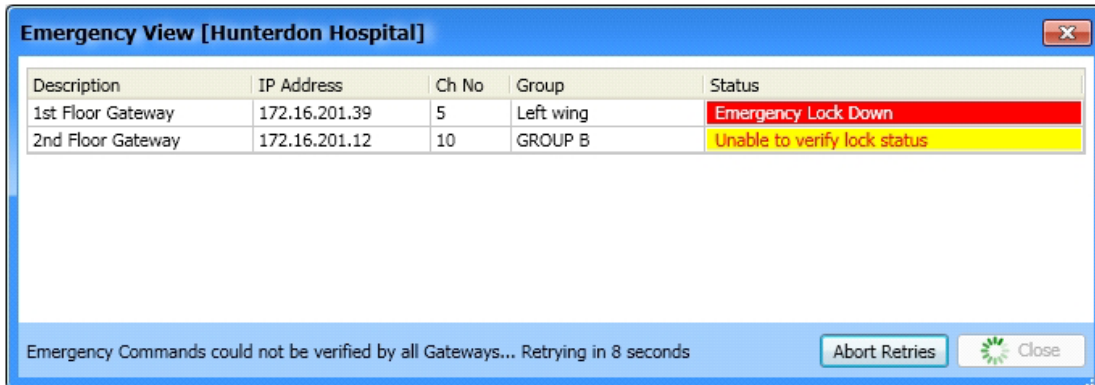 Emergency View [Hunterdon Hospital]
Description IP Address Ch No Group Status
1st Floor Gateway 172.16.201.39 5 Left wing Emergency Lock Down
2nd Floor Gateway 172.16.201.12 10 GROUP B Unable to verify lock status
Emergency Commands could not be verified by all Gateways... Retrying in 8 seconds Abort Retries Close